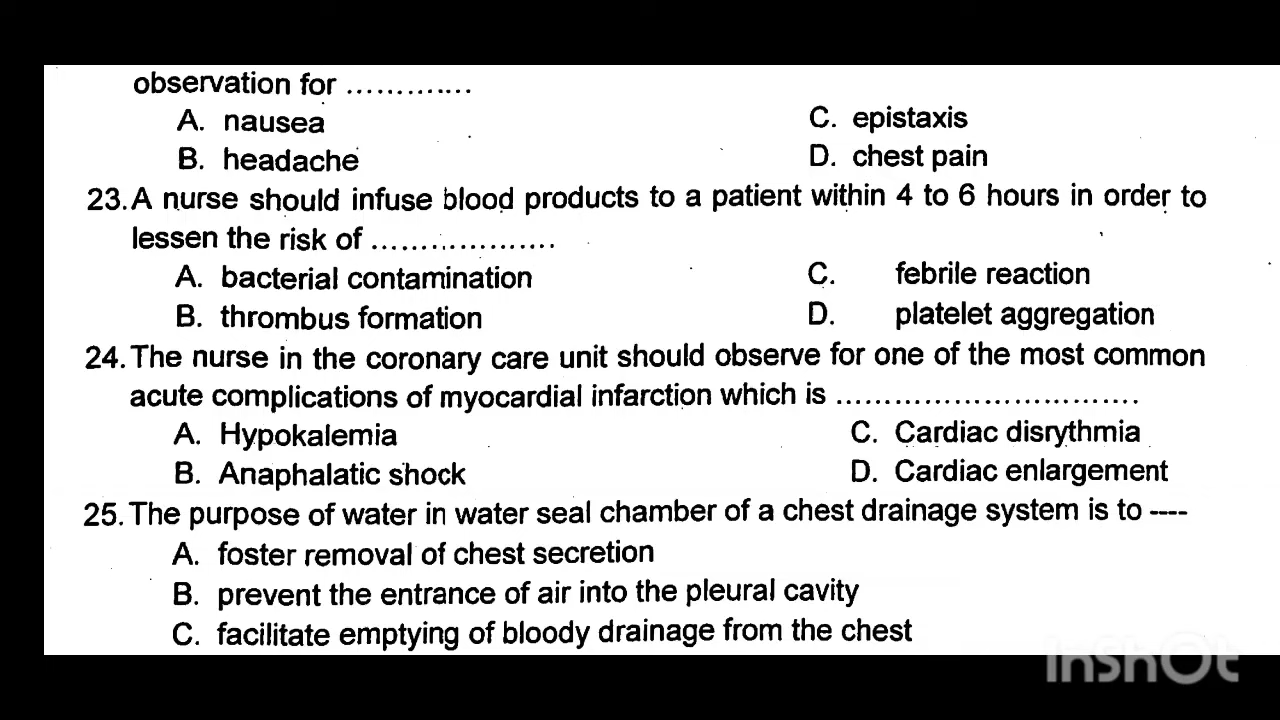 observation for .............
A. nausea
C. epistaxis
B. headache
D. chest pain
23. A nurse should infuse blood products to a patient within 4 to 6 hours in order to
lessen the risk of ...................
A. bacterial contamination
C. febrile reaction
B. thrombus formation
D. platelet aggregation
24. The nurse in the coronary care unit should observe for one of the most common
acute complications of myocardial infarction which is ................................
A. Hypokalemia
C. Cardiac disrythmia
B. Anaphalatic shock
D. Cardiac enlargement
25. The purpose of water in water seal chamber of a chest drainage system is to ----
A. foster removal of chest secretion
B. prevent the entrance of air into the pleural cavity
C. facilitate emptying of bloody drainage from the chest
InShOt